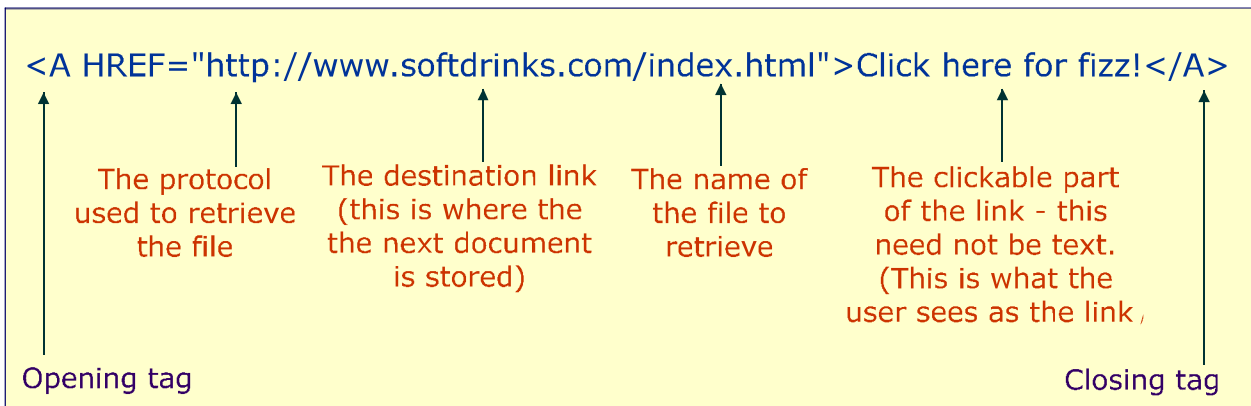 <A HREF="http://www.softdrinks.com/index.html">Click here for fizz!</A>
The protocol
used to retrieve
the file
The destination link
(this is where the
the next document
is stored)
The name of
the file to
retrieve
The clickable part
of the link - this
need not be text.
(This is what the
user sees as the link
Opening tag
Closing tag